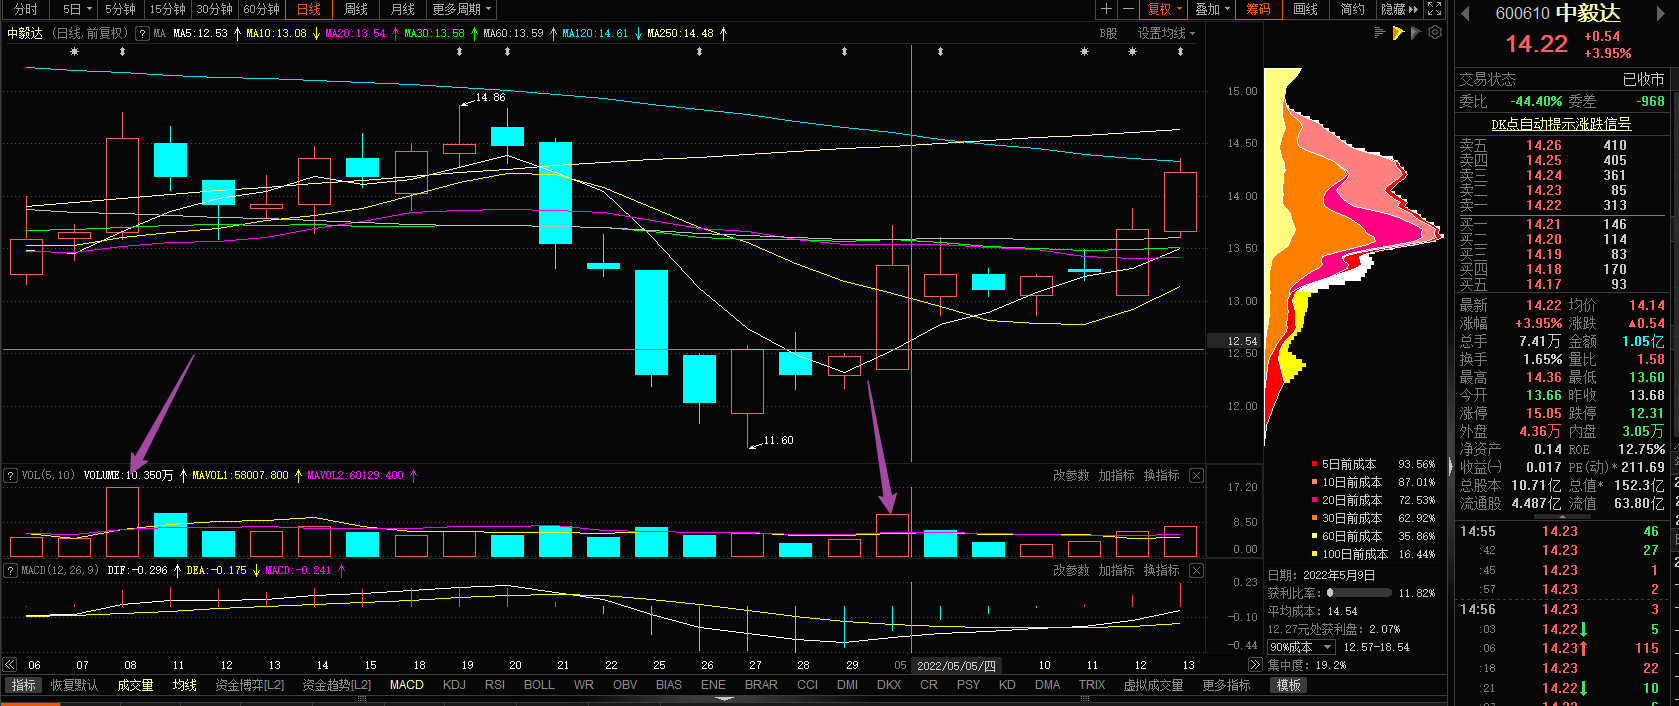 分时 5日 5分钟 15分钟 30分钟 60分钟 日线 周线 月线 更多周期 复权 叠加 筹码 画线 简约 隐藏
中毅达 (日线,前复权) ? MA MA5:12.53 ↑ MA10:13.08 ↓ MA20:13.54 ↑ MA30:13.58 ↑ MA60:13.59 ↑ MA120:14.61 ↓ MA250:14.48 ↑ B股 设置均线
15.00
14.86
14.50
14.00
13.50
13.00
12.54
12.50
12.00
11.60
? VOL(5,10) VOLUME:10.350万 ↑ MAVOL1:58007.800 ↑ MAVOL2:60129.400 ↑ 改参数 加指标 换指标
17.20
8.50
0.00
? MACD(12,26,9) DIF:-0.296 ↑ DEA:-0.175 ↓ MACD:-0.241 ↑ 改参数 加指标 换指标
0.23
-0.10
-0.44
06 07 08 11 12 13 14 15 18 19 20 21 22 25 26 27 28 29 05 2022/05/05/四 10 11 12 13
指标 恢复默认 成交量 均线 资金博弈[L2] 资金趋势[L2] MACD KDJ RSI BOLL WR OBV BIAS ENE BRAR CCI DMI DKX CR PSY KD DMA TRIX 虚拟成交量 更多指标 模板
5日前成本 93.56%
10日前成本 87.01%
20日前成本 72.53%
30日前成本 62.92%
60日前成本 35.86%
100日前成本 16.44%
日期: 2022年5月9日
获利比率: 11.82%
平均成本: 14.54
12.27元处获利盘: 2.07%
90%成本 12.57-18.54
集中度: 19.2%
600610 中毅达
14.22 +0.54
+3.95%
交易状态 已收市
委比 -44.40% 委差 -968
DK点自动提示涨跌信号
卖五 14.26 410
卖四 14.25 405
卖三 14.24 361
卖二 14.23 85
卖一 14.22 313
买一 14.21 146
买二 14.20 114
买三 14.19 83
买四 14.18 170
买五 14.17 93
最新 14.22 均价 14.14
涨幅 +3.95% 涨跌 ▲0.54
总手 7.41万 金额 1.05亿
换手 1.65% 量比 1.58
最高 14.36 最低 13.60
今开 13.66 昨收 13.68
涨停 15.05 跌停 12.31
外盘 4.36万 内盘 3.05万
净资产 0.14 ROE 12.75%
收益(一) 0.017 PE(动)* 211.69
总股本 10.71亿 总值* 152.3亿
流通股 4.487亿 流值 63.80亿
14:55 14.23 46
:42 14.23 27
:45 14.23 1
:57 14.23 2
14:56 14.23 3
:03 14.22↓ 5
:06 14.23↑ 115
:18 14.23 22
:21 14.22↓ 10